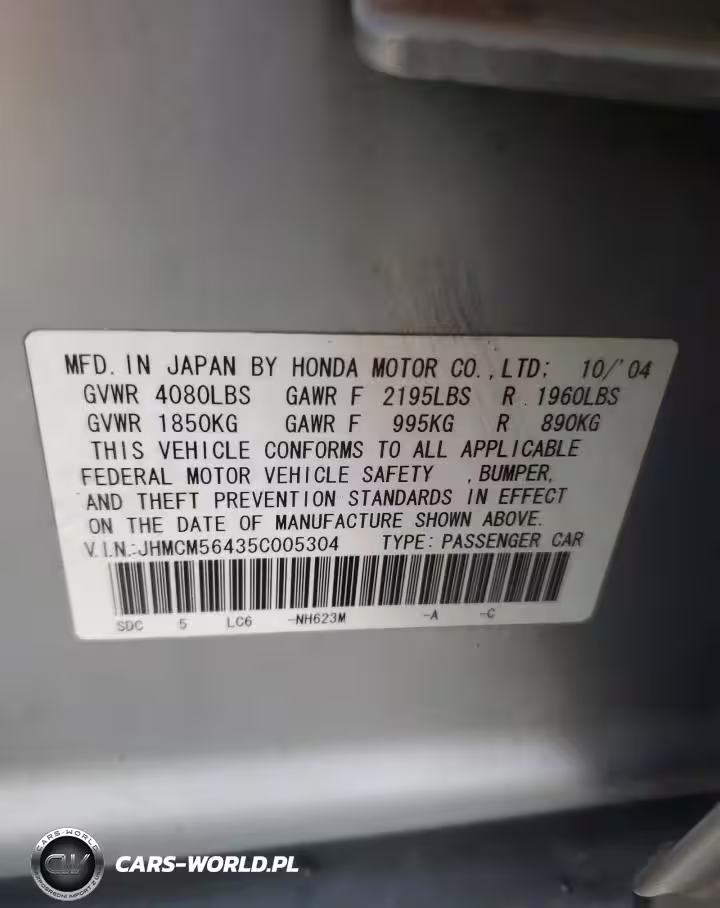 MFD. IN JAPAN BY HONDA MOTOR CO.,LTD: 10/'04
GVWR 4080LBS GAWR F 2195LBS R 1960LBS
GVWR 1850KG GAWR F 995KG R 890KG
THIS VEHICLE CONFORMS TO ALL APPLICABLE
FEDERAL MOTOR VEHICLE SAFETY ,BUMPER,
AND THEFT PREVENTION STANDARDS IN EFFECT
ON THE DATE OF MANUFACTURE SHOWN ABOVE.
V.I.N.:JHMCM56435C005304 TYPE:PASSENGER CAR
SDC 5 LC6 -NH623M -A -C
CARS-WORLD
CARS-WORLD.PL